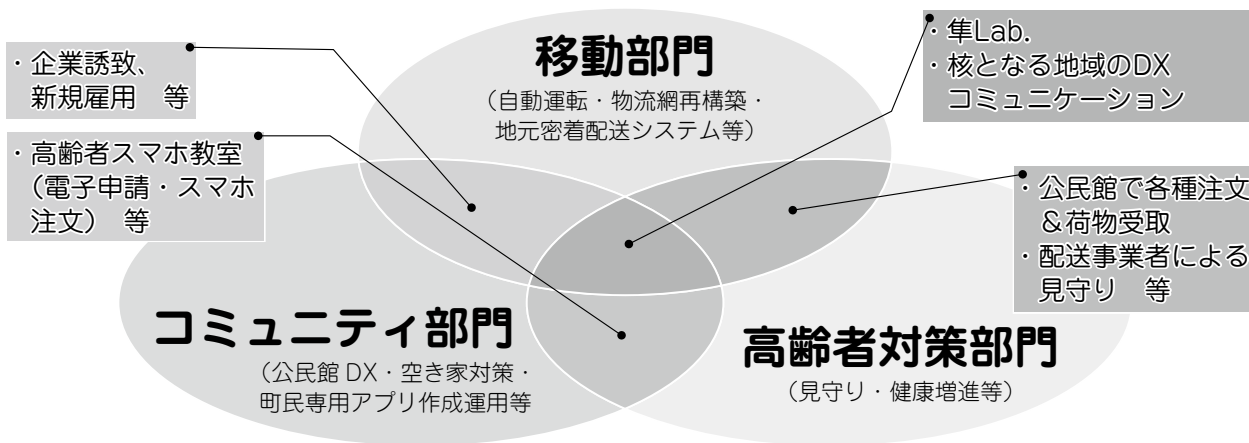 ・企業誘致、
新規雇用　等
・高齢者スマホ教室
（電子申請・スマホ
注文）　等
移動部門
（自動運転・物流網再構築・
地元密着配送システム等）
・隼Lab.
・核となる地域のDX
コミュニケーション
・公民館で各種注文
＆荷物受取
・配送事業者による
見守り　等
コミュニティ部門
（公民館 DX・空き家対策・
町民専用アプリ作成運用等
高齢者対策部門
（見守り・健康増進等）